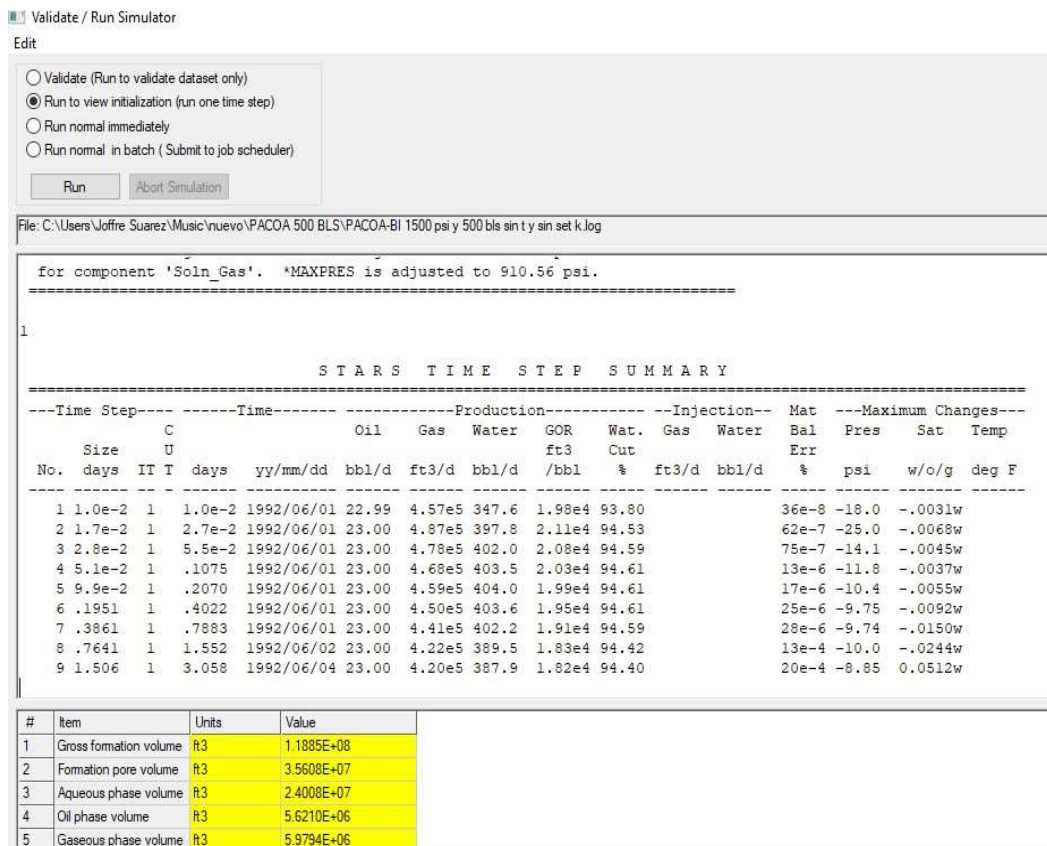 Validate / Run Simulator
Edit
Validate (Run to validate dataset only)
Run to view initialization (run one time step)
Run normal immediately
Run normal in batch ( Submit to job scheduler)
Run Abort Simulation
File: C:\Users\Joffre Suarez\Music\nuevo\PACOA 500 BLS\PACOA-BI 1500 psi y 500 bls sin t y sin set k.log
for component 'Soln_Gas'. *MAXPRES is adjusted to 910.56 psi.
==============================================================================
1
S T A R S T I M E S T E P S U M M A R Y
==============================================================================
---Time Step---- ------Time------- ------------Production----------- --Injection-- Mat ---Maximum Changes---
C Oil Gas Water GOR Wat. Gas Water Bal Pres Sat Temp
Size U ft3 Cut Err
No. days IT T days yy/mm/dd bbl/d ft3/d bbl/d /bbl % ft3/d bbl/d % psi w/o/g deg F
---- ------ -- - ------ ---------- ------ ------ ------ ------ ----- ------ ------ ----- ------ ------- ------
1 1.0e-2 1 1.0e-2 1992/06/01 22.99 4.57e5 347.6 1.98e4 93.80 36e-8 -18.0 -.0031w
2 1.7e-2 1 2.7e-2 1992/06/01 23.00 4.87e5 397.8 2.11e4 94.53 62e-7 -25.0 -.0068w
3 2.8e-2 1 5.5e-2 1992/06/01 23.00 4.78e5 402.0 2.08e4 94.59 75e-7 -14.1 -.0045w
4 5.1e-2 1 .1075 1992/06/01 23.00 4.68e5 403.5 2.03e4 94.61 13e-6 -11.8 -.0037w
5 9.9e-2 1 .2070 1992/06/01 23.00 4.59e5 404.0 1.99e4 94.61 17e-6 -10.4 -.0055w
6 .1951 1 .4022 1992/06/01 23.00 4.50e5 403.6 1.95e4 94.61 25e-6 -9.75 -.0092w
7 .3861 1 .7883 1992/06/01 23.00 4.41e5 402.2 1.91e4 94.59 28e-6 -9.74 -.0150w
8 .7641 1 1.552 1992/06/02 23.00 4.22e5 389.5 1.83e4 94.42 13e-4 -10.0 -.0244w
9 1.506 1 3.058 1992/06/04 23.00 4.20e5 387.9 1.82e4 94.40 20e-4 -8.85 0.0512w
# Item Units Value
1 Gross formation volume ft3 1.1885E+08
2 Formation pore volume ft3 3.5608E+07
3 Aqueous phase volume ft3 2.4008E+07
4 Oil phase volume ft3 5.6210E+06
5 Gaseous phase volume ft3 5.9794E+06